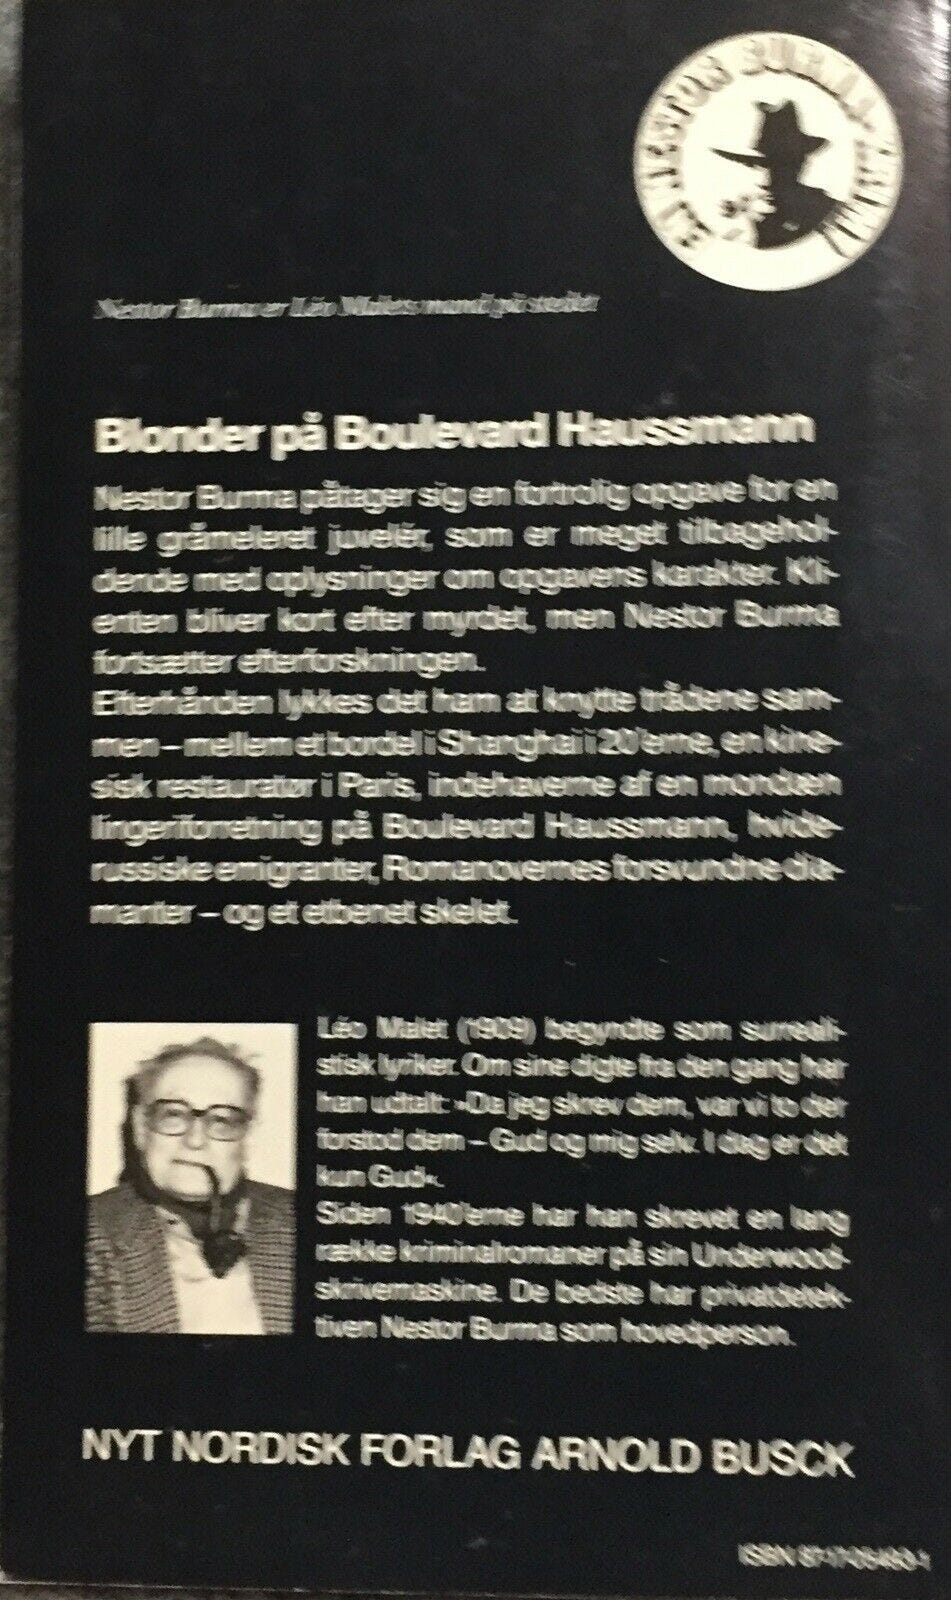 EN NESTOR BURMA-KRIMI
Nestor Burma er Léo Malets mand på stedet
Blonder på Boulevard Haussmann
Nestor Burma påtager sig en fortrolig opgave for en
lille gråmeleret juvelér, som er meget tilbagehol-
dende med oplysninger om opgavens karakter. Kli-
enten bliver kort efter myrdet, men Nestor Burma
fortsætter efterforskningen.
Efterhånden lykkes det ham at knytte trådene sam-
men – mellem et bordel i Shanghai i 20'erne, en kine-
sisk restauratør i Paris, indehaverne af en mondæn
lingeriforretning på Boulevard Haussmann, hvide-
russiske emigranter, Romanovernes forsvundne dia-
manter – og et etbenet skelet.
Léo Malet (1909) begyndte som surreali-
stisk lyriker. Om sine digte fra den gang har
han udtalt: »Da jeg skrev dem, var vi to der
forstod dem – Gud og mig selv. I dag er det
kun Gud«.
Siden 1940'erne har han skrevet en lang
række kriminalromaner på sin Underwood-
skrivemaskine. De bedste har privatdetek-
tiven Nestor Burma som hovedperson.
NYT NORDISK FORLAG ARNOLD BUSCK
ISBN